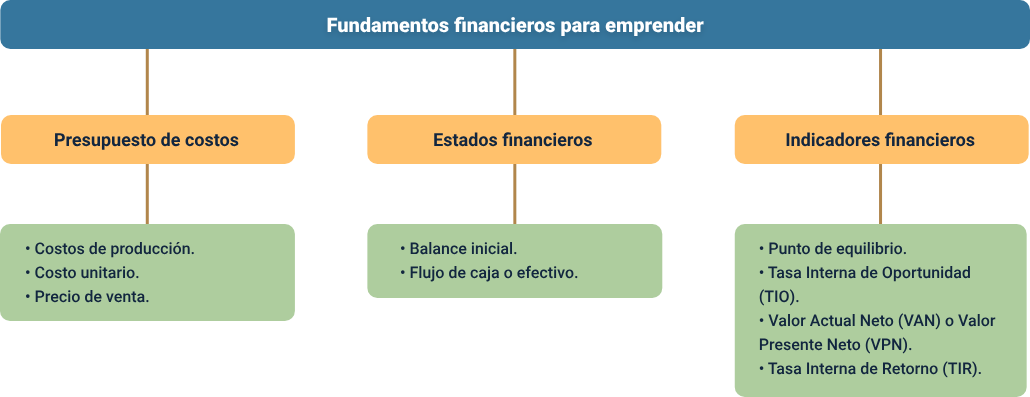 Fundamentos financieros para emprender
Presupuesto de costos
• Costos de producción.
• Costo unitario.
• Precio de venta.
Estados financieros
• Balance inicial.
• Flujo de caja o efectivo.
Indicadores financieros
• Punto de equilibrio.
• Tasa Interna de Oportunidad
(TIO).
• Valor Actual Neto (VAN) o Valor
Presente Neto (VPN).
• Tasa Interna de Retorno (TIR).